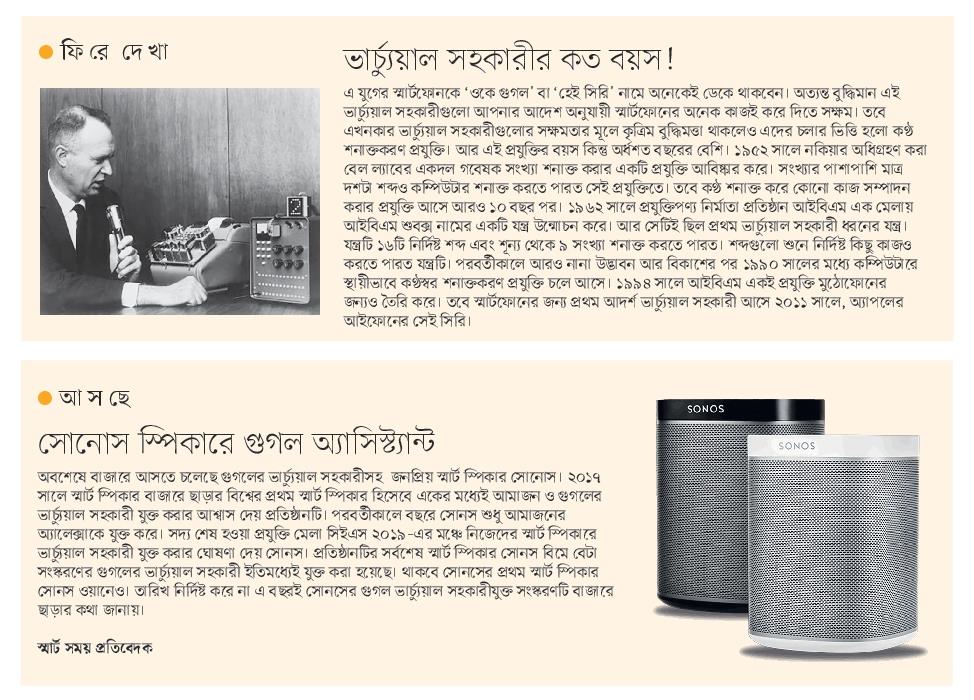 ফিরে দেখা
ভার্চ্যুয়াল সহকারীর কত বয়স!
এ যুগের স্মার্টফোনকে ‘ওকে গুগল’ বা ‘হেই সিরি’ নামে অনেকেই ডেকে থাকবেন। অত্যন্ত বুদ্ধিমান এই
ভার্চ্যুয়াল সহকারীগুলো আপনার আদেশ অনুযায়ী স্মার্টফোনের অনেক কাজই করে দিতে সক্ষম। তবে
এখনকার ভার্চ্যুয়াল সহকারীগুলোর সক্ষমতার মূলে কৃত্রিম বুদ্ধিমত্তা থাকলেও এদের চলার ভিত্তি হলো কণ্ঠ
শনাক্তকরণ প্রযুক্তি। আর এই প্রযুক্তির বয়স কিন্তু অর্ধশত বছরের বেশি। ১৯৫২ সালে নকিয়ার অধিগ্রহণ করা
বেল ল্যাবের একদল গবেষক সংখ্যা শনাক্ত করার একটি প্রযুক্তি আবিষ্কার করে। সংখ্যার পাশাপাশি মাত্র
দশটা শব্দও কম্পিউটার শনাক্ত করতে পারত সেই প্রযুক্তিতে। তবে কণ্ঠ শনাক্ত করে কোনো কাজ সম্পাদন
করার প্রযুক্তি আসে আরও ১০ বছর পর। ১৯৬২ সালে প্রযুক্তিপণ্য নির্মাতা প্রতিষ্ঠান আইবিএম এক মেলায়
আইবিএম শুবক্স নামের একটি যন্ত্র উন্মোচন করে। আর সেটিই ছিল প্রথম ভার্চ্যুয়াল সহকারী ধরনের যন্ত্র।
যন্ত্রটি ১৬টি নির্দিষ্ট শব্দ এবং শূন্য থেকে ৯ সংখ্যা শনাক্ত করতে পারত। শব্দগুলো শুনে নির্দিষ্ট কিছু কাজও
করতে পারত যন্ত্রটি। পরবর্তীকালে আরও নানা উদ্ভাবন আর বিকাশের পর ১৯৯০ সালের মধ্যে কম্পিউটারে
স্থায়ীভাবে কণ্ঠস্বর শনাক্তকরণ প্রযুক্তি চলে আসে। ১৯৯৪ সালে আইবিএম একই প্রযুক্তি মুঠোফোনের
জন্যও তৈরি করে। তবে স্মার্টফোনের জন্য প্রথম আদর্শ ভার্চ্যুয়াল সহকারী আসে ২০১১ সালে, অ্যাপলের
আইফোনের সেই সিরি।
আসছে
সোনোস স্পিকারে গুগল অ্যাসিস্ট্যান্ট
অবশেষে বাজারে আসতে চলেছে গুগলের ভার্চ্যুয়াল সহকারীসহ জনপ্রিয় স্মার্ট স্পিকার সোনোস। ২০১৭
সালে স্মার্ট স্পিকার বাজারে ছাড়ার বিশ্বের প্রথম স্মার্ট স্পিকার হিসেবে একের মধ্যেই আমাজন ও গুগলের
ভার্চ্যুয়াল সহকারী যুক্ত করার আশ্বাস দেয় প্রতিষ্ঠানটি। পরবর্তীকালে বছরে সোনস শুধু আমাজনের
অ্যালেক্সাকে যুক্ত করে। সদ্য শেষ হওয়া প্রযুক্তি মেলা সিইএস ২০১৯-এর মঞ্চে নিজেদের স্মার্ট স্পিকারে
ভার্চ্যুয়াল সহকারী যুক্ত করার ঘোষণা দেয় সোনস। প্রতিষ্ঠানটির সর্বশেষ স্মার্ট স্পিকার সোনস বিমে বেটা
সংস্করণের গুগলের ভার্চ্যুয়াল সহকারী ইতিমধ্যেই যুক্ত করা হয়েছে। থাকবে সোনসের প্রথম স্মার্ট স্পিকার
সোনস ওয়ানেও। তারিখ নির্দিষ্ট করে না এ বছরই সোনসের গুগল ভার্চ্যুয়াল সহকারীযুক্ত সংস্করণটি বাজারে
ছাড়ার কথা জানায়।
স্মার্ট সময় প্রতিবেদক
SONOS
SONOS